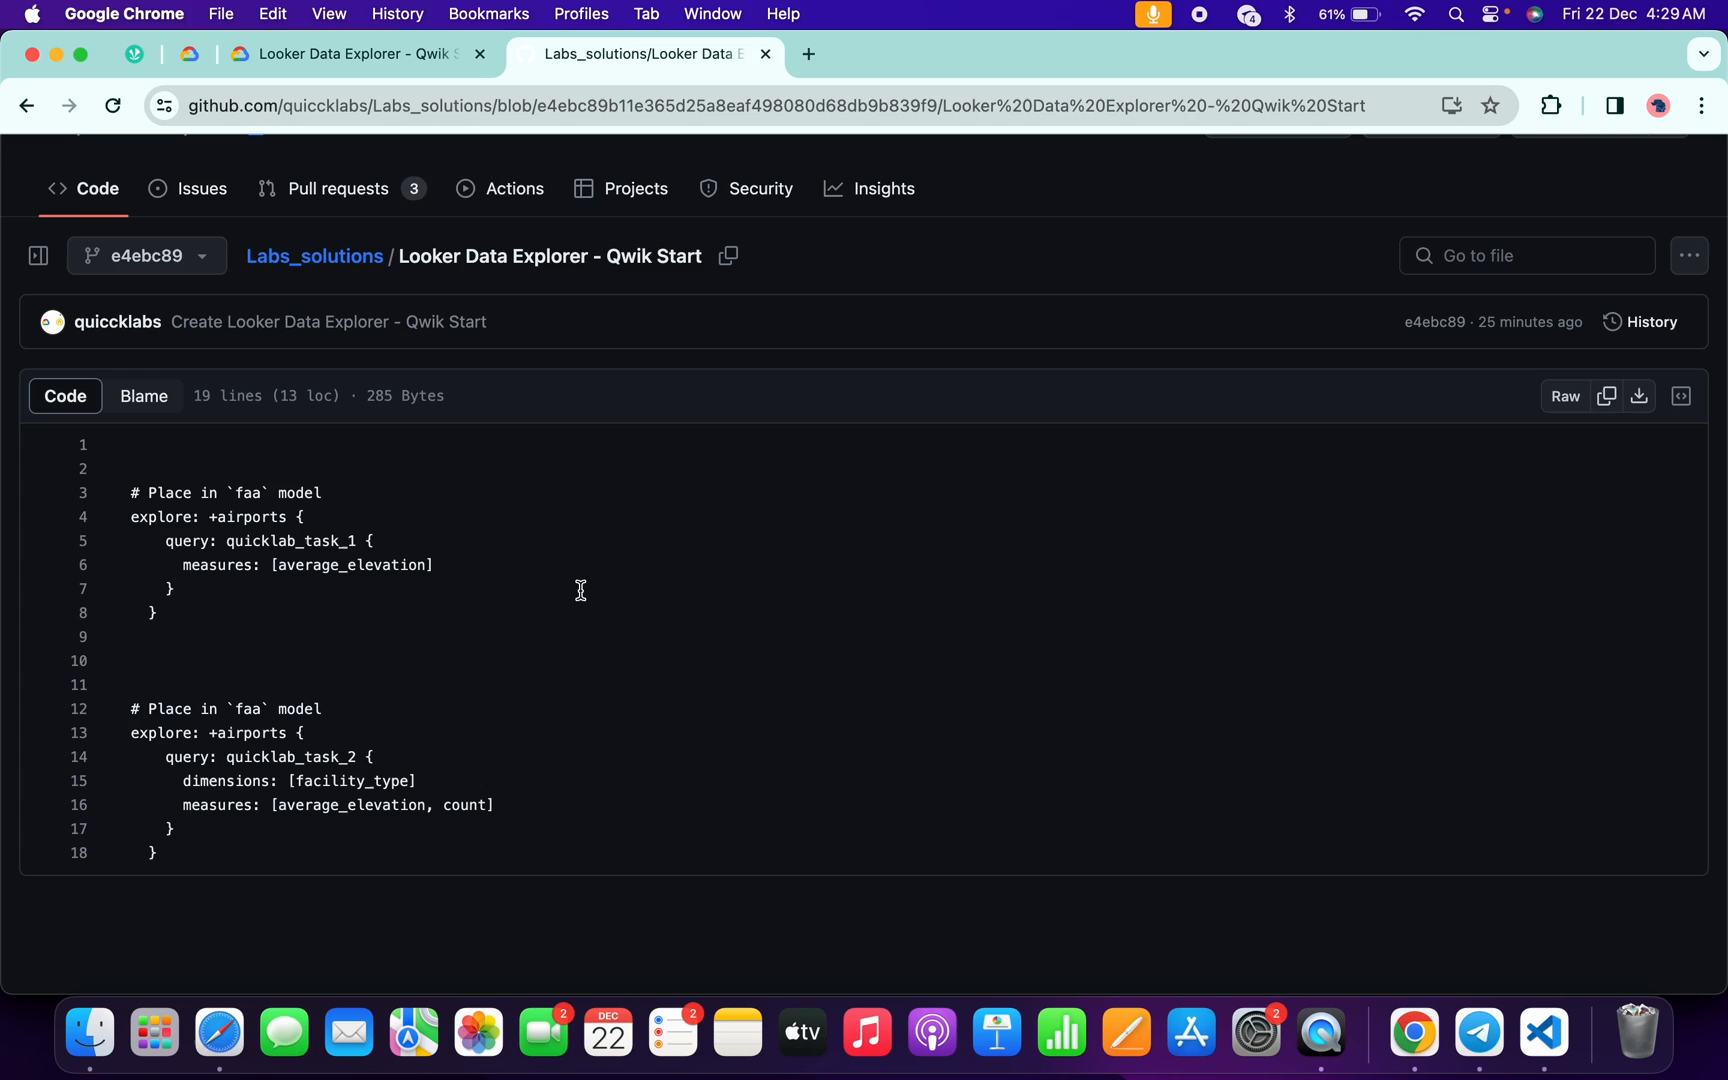 Google Chrome File Edit View History Bookmarks Profiles Tab Window Help 4 61% Fri 22 Dec 4:29 AM
Looker Data Explorer - Qwik S Labs_solutions/Looker Data E
github.com/quiccklabs/Labs_solutions/blob/e4ebc89b11e365d25a8eaf498080d68db9b839f9/Looker%20Data%20Explorer%20-%20Qwik%20Start
Code Issues Pull requests 3 Actions Projects Security Insights
e4ebc89 Labs_solutions / Looker Data Explorer - Qwik Start Go to file
quiccklabs Create Looker Data Explorer - Qwik Start e4ebc89 · 25 minutes ago History
Code Blame 19 lines (13 loc) · 285 Bytes Raw
1
2
3 # Place in `faa` model
4 explore: +airports {
5 query: quicklab_task_1 {
6 measures: [average_elevation]
7 }
8 }
9
10
11
12 # Place in `faa` model
13 explore: +airports {
14 query: quicklab_task_2 {
15 dimensions: [facility_type]
16 measures: [average_elevation, count]
17 }
18 }
2 DEC 22 2 tv 2